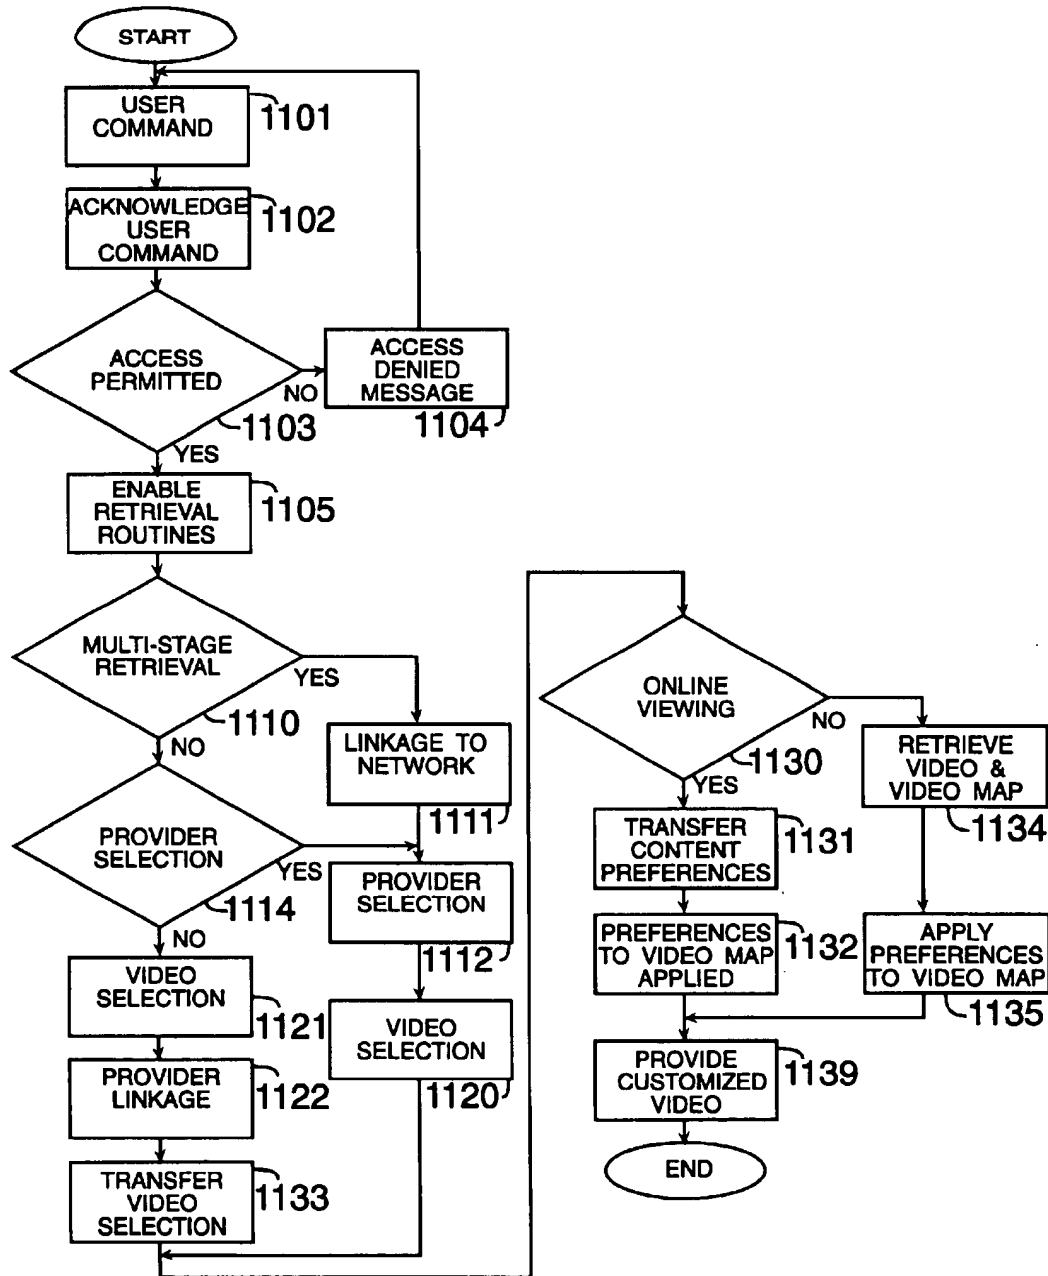 START
USER
COMMAND
1101
ACKNOWLEDGE
USER
COMMAND
1102
ACCESS
PERMITTED
1103
NO
YES
ACCESS
DENIED
MESSAGE
1104
ENABLE
RETRIEVAL
ROUTINES
1105
MULTI-STAGE
RETRIEVAL
1110
YES
NO
LINKAGE TO
NETWORK
1111
PROVIDER
SELECTION
1114
YES
NO
PROVIDER
SELECTION
1112
VIDEO
SELECTION
1121
VIDEO
SELECTION
1120
PROVIDER
LINKAGE
1122
TRANSFER
VIDEO
SELECTION
1133
ONLINE
VIEWING
1130
NO
YES
RETRIEVE
VIDEO &
VIDEO MAP
1134
TRANSFER
CONTENT
PREFERENCES
1131
PREFERENCES
TO VIDEO MAP
APPLIED
1132
APPLY
PREFERENCES
TO VIDEO MAP
1135
PROVIDE
CUSTOMIZED
VIDEO
1139
END